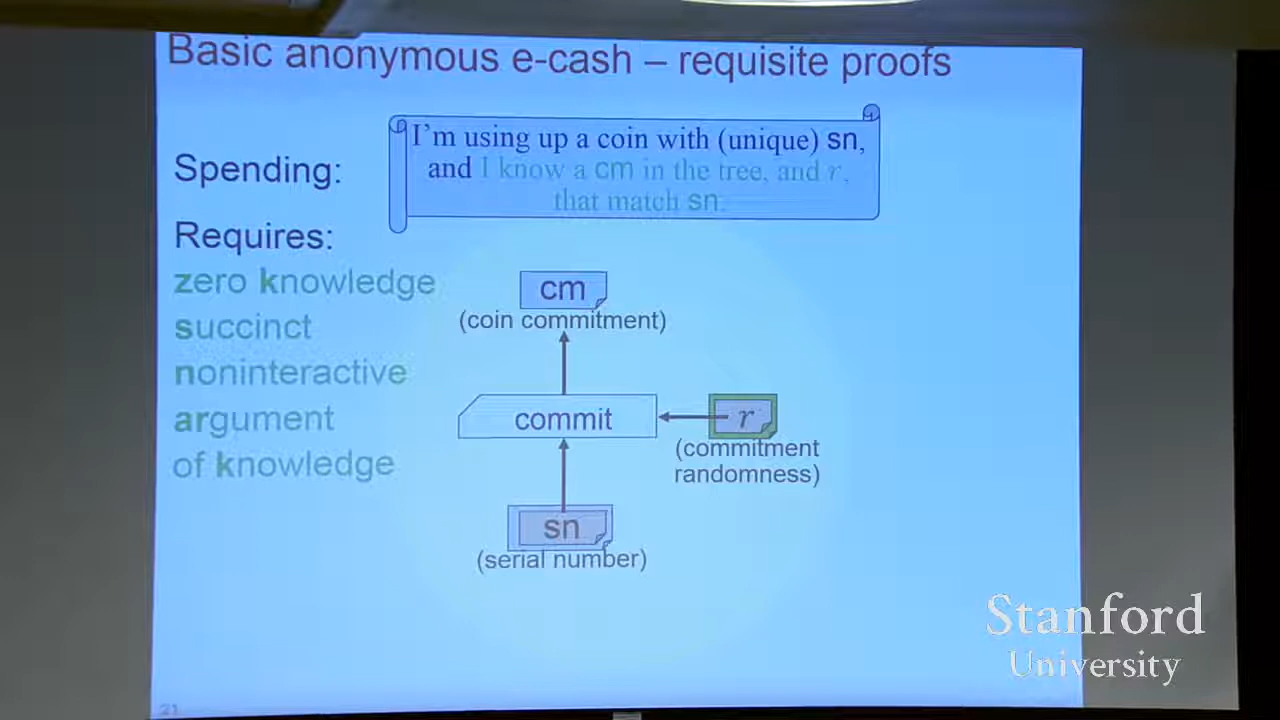 Basic anonymous e-cash – requisite proofs
I'm using up a coin with (unique) sn,
Spending:
and I know a cm in the tree, and r,
that match sn.
Requires:
zero knowledge
cm
succinct
(coin commitment)
noninteractive
argument
commit
r
(commitment
randomness)
of knowledge
sn
(serial number)
Stanford
University
21